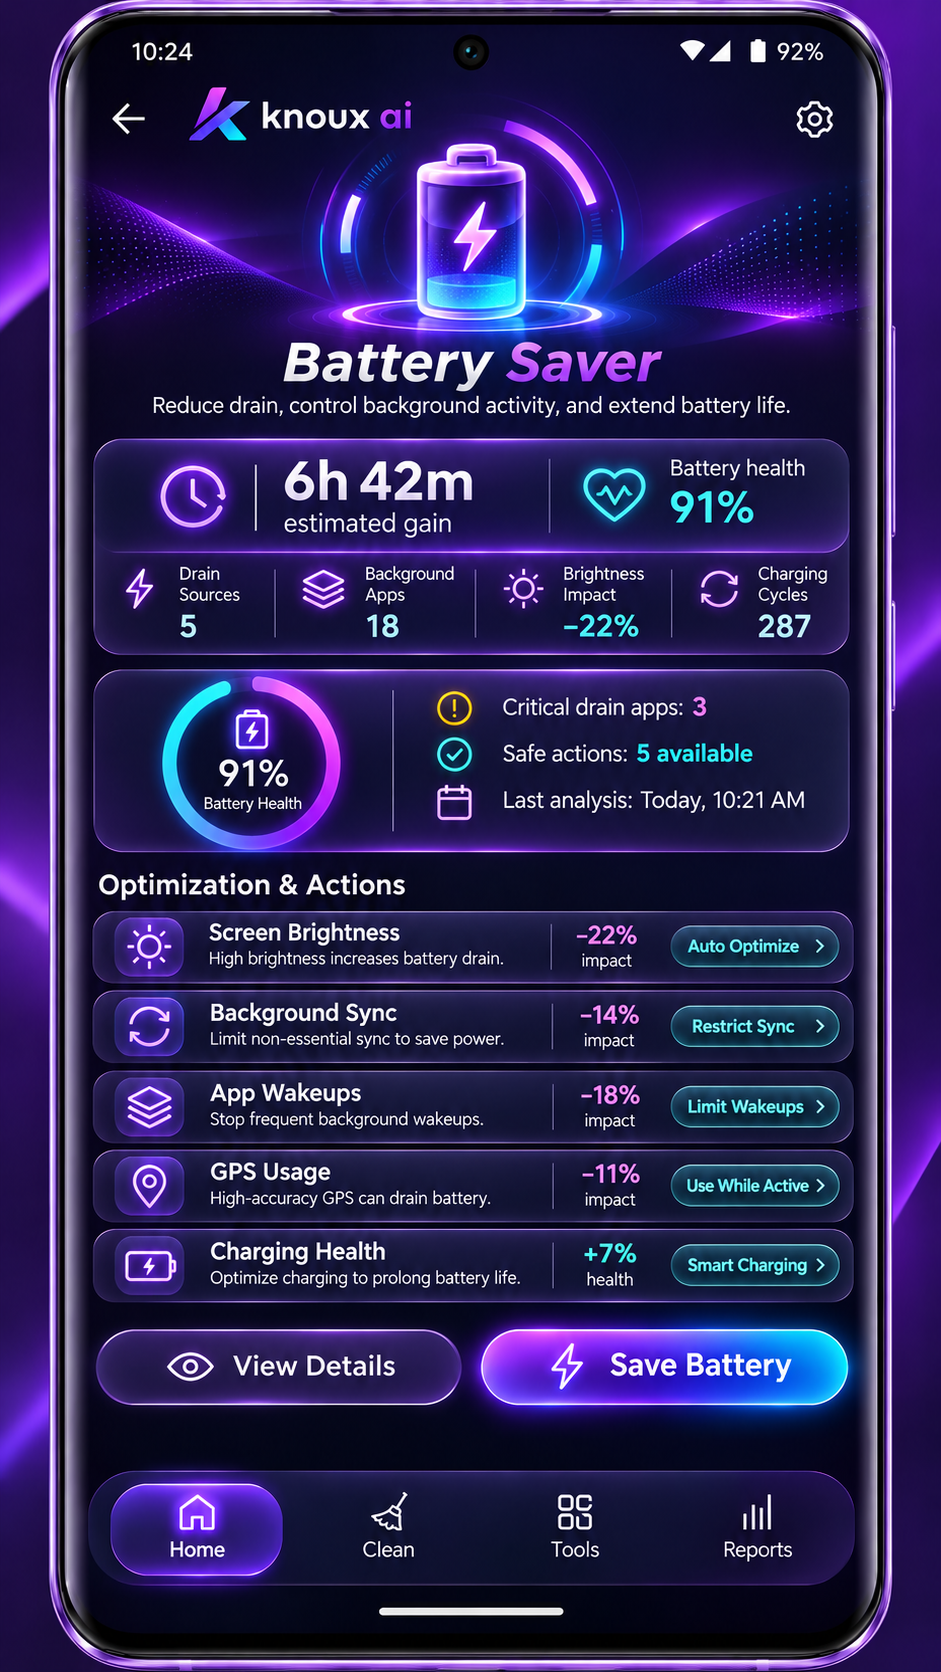 10:24
92%
knoux ai
Battery Saver
Reduce drain, control background activity, and extend battery life.
6h 42m
estimated gain
Battery health
91%
Drain
Sources
5
Background
Apps
18
Brightness
Impact
–22%
Charging
Cycles
287
91%
Battery Health
Critical drain apps: 3
Safe actions: 5 available
Last analysis: Today, 10:21 AM
Optimization & Actions
Screen Brightness
High brightness increases battery drain.
–22%
impact
Auto Optimize
Background Sync
Limit non-essential sync to save power.
–14%
impact
Restrict Sync
App Wakeups
Stop frequent background wakeups.
–18%
impact
Limit Wakeups
GPS Usage
High-accuracy GPS can drain battery.
–11%
impact
Use While Active
Charging Health
Optimize charging to prolong battery life.
+7%
health
Smart Charging
View Details
Save Battery
Home
Clean
Tools
Reports